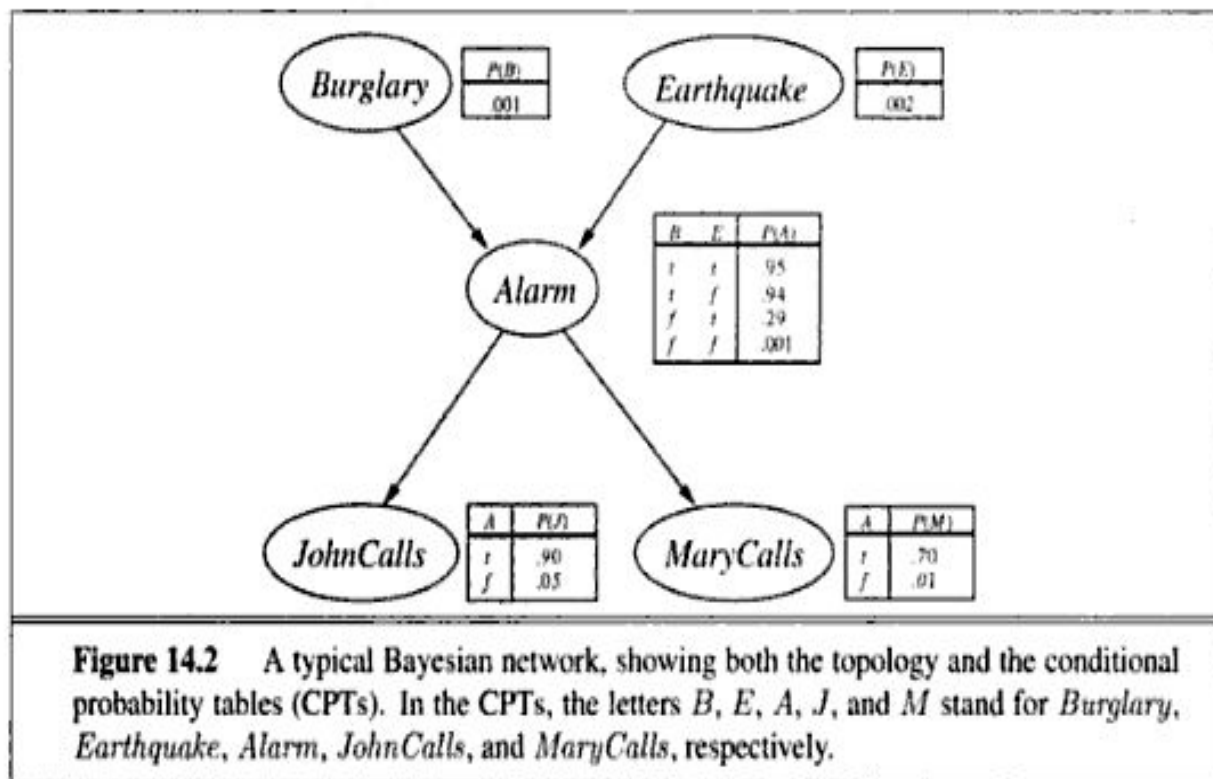 Burglary
P(B)
.001
Earthquake
P(E)
.002
Alarm
B E P(A)
t t .95
t f .94
f t .29
f f .001
JohnCalls
A P(J)
t .90
f .05
MaryCalls
A P(M)
t .70
f .01
Figure 14.2 A typical Bayesian network, showing both the topology and the conditional
probability tables (CPTs). In the CPTs, the letters B, E, A, J, and M stand for Burglary,
Earthquake, Alarm, JohnCalls, and MaryCalls, respectively.